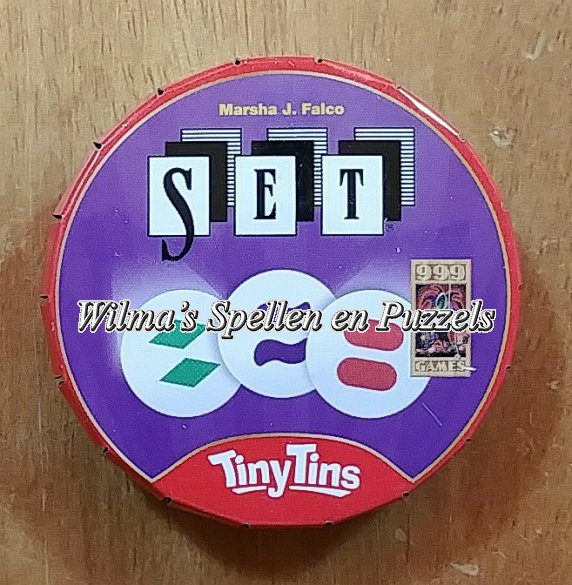 Marsha J. Falco
SET
999
Wilma's Spellen en Puzzels
GAMES
TinyTins